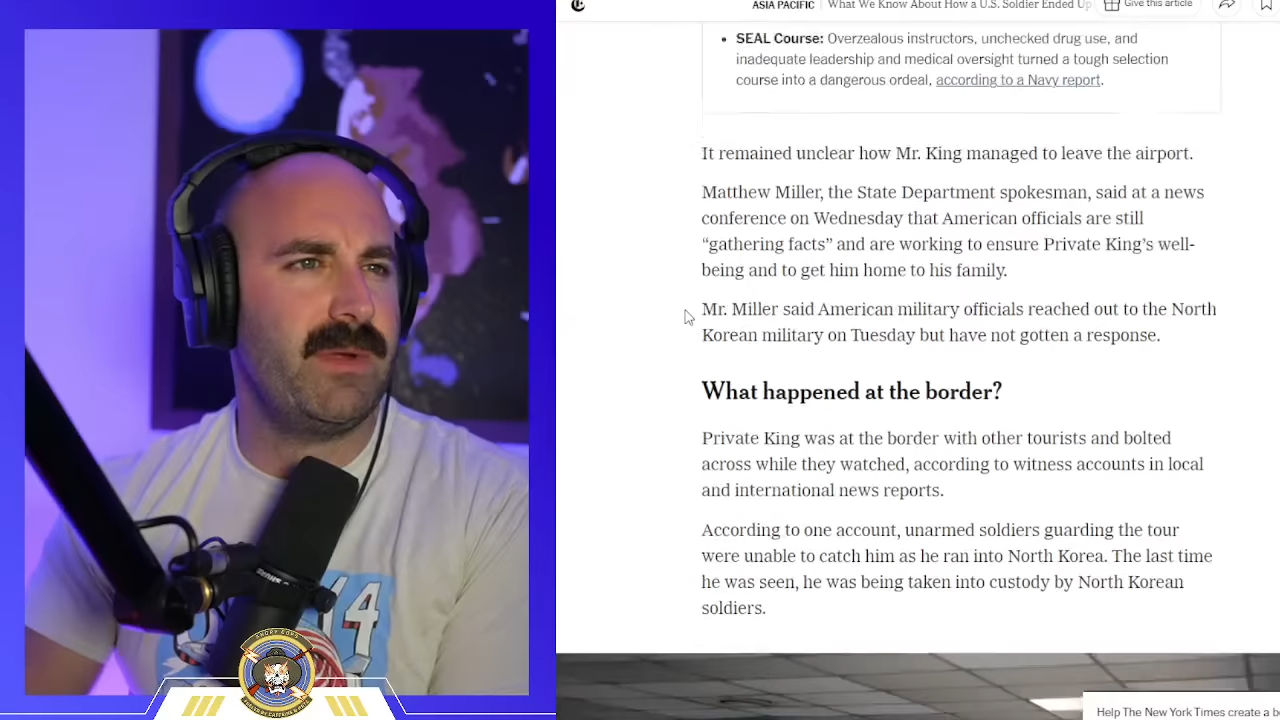 ASIA PACIFIC | What We Know About How a U.S. Soldier Ended Up
Give this article
• SEAL Course: Overzealous instructors, unchecked drug use, and
inadequate leadership and medical oversight turned a tough selection
course into a dangerous ordeal, according to a Navy report.
It remained unclear how Mr. King managed to leave the airport.
Matthew Miller, the State Department spokesman, said at a news
conference on Wednesday that American officials are still
“gathering facts” and are working to ensure Private King’s well-
being and to get him home to his family.
Mr. Miller said American military officials reached out to the North
Korean military on Tuesday but have not gotten a response.
What happened at the border?
Private King was at the border with other tourists and bolted
across while they watched, according to witness accounts in local
and international news reports.
According to one account, unarmed soldiers guarding the tour
were unable to catch him as he ran into North Korea. The last time
he was seen, he was being taken into custody by North Korean
soldiers.
Help The New York Times create a b
14
ANGRY COPS